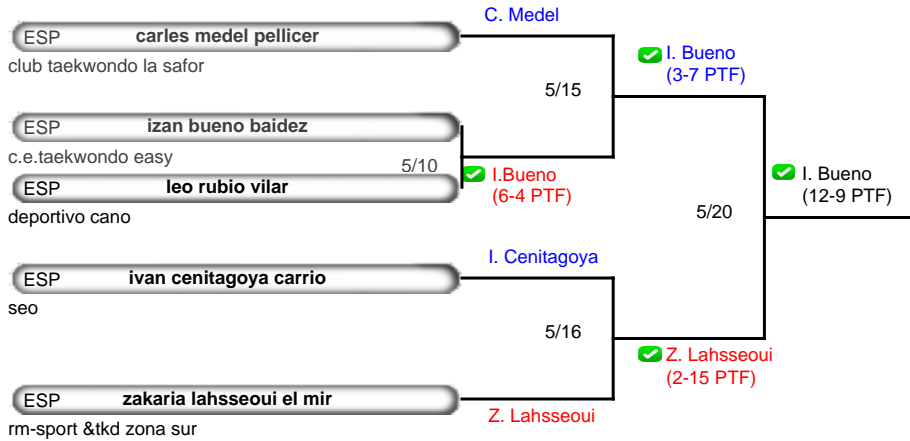 C. Medel
ESP carles medel pellicer
club taekwondo la safor
I. Bueno
(3-7 PTF)
5/15
ESP izan bueno baidez
c.e.taekwondo easy
5/10
I.Bueno
(6-4 PTF)
ESP leo rubio vilar
deportivo cano
I. Bueno
(12-9 PTF)
5/20
I. Cenitagoya
ESP ivan cenitagoya carrio
seo
5/16
Z. Lahsseoui
(2-15 PTF)
ESP zakaria lahsseoui el mir
rm-sport &tkd zona sur
Z. Lahsseoui